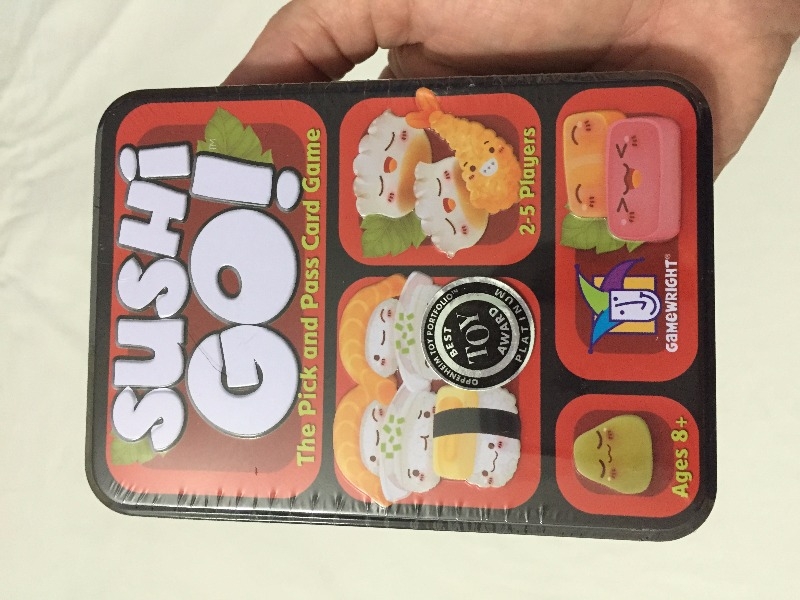 SUSHi
GO!™
The Pick and Pass Card Game
2-5 Players
OPPENHEIM TOY PORTFOLIO™
BEST
TOY
AWARD
PLATINUM
GAMEWRIGHT®
Ages 8+